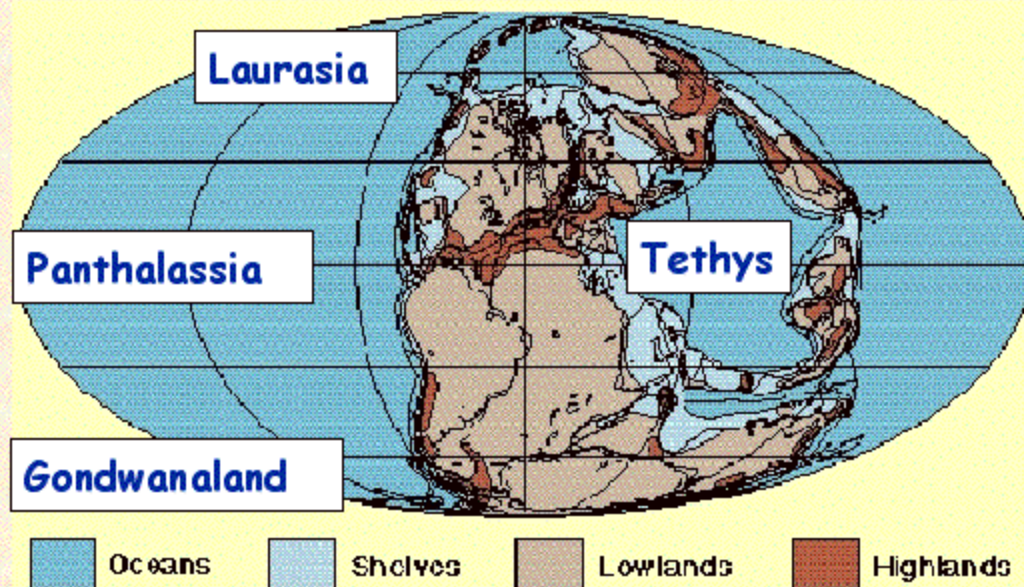 Laurasia
Panthalassia
Tethys
Gondwanaland
Oceans
Shelves
Lowlands
Highlands